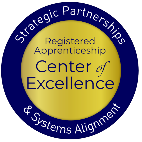 Strategic Partnerships
Registered
Apprenticeship
Center of
Excellence
& Systems Alignment